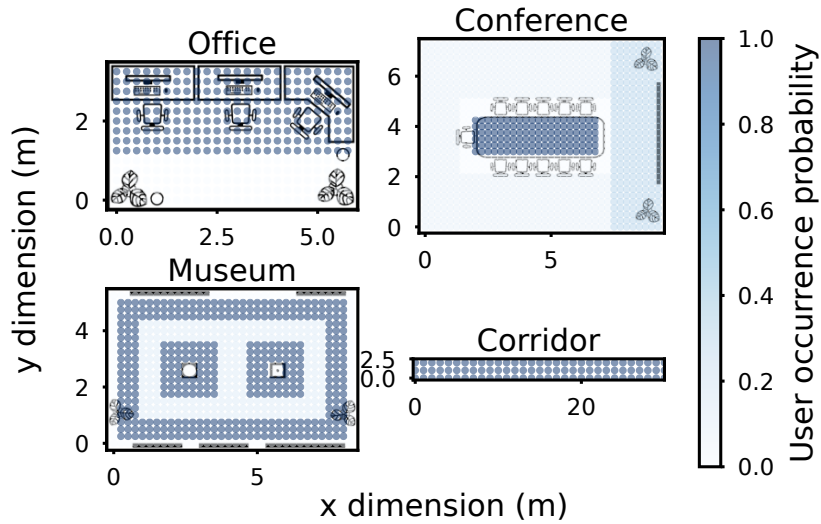 Office
Conference
2
0
0.0 2.5 5.0
6
4
2
0
0 5
Museum
Corridor
4
2
0
0 5
2.5
0.0
0 20
x dimension (m)
y dimension (m)
1.0
0.8
0.6
0.4
0.2
0.0
User occurrence probability